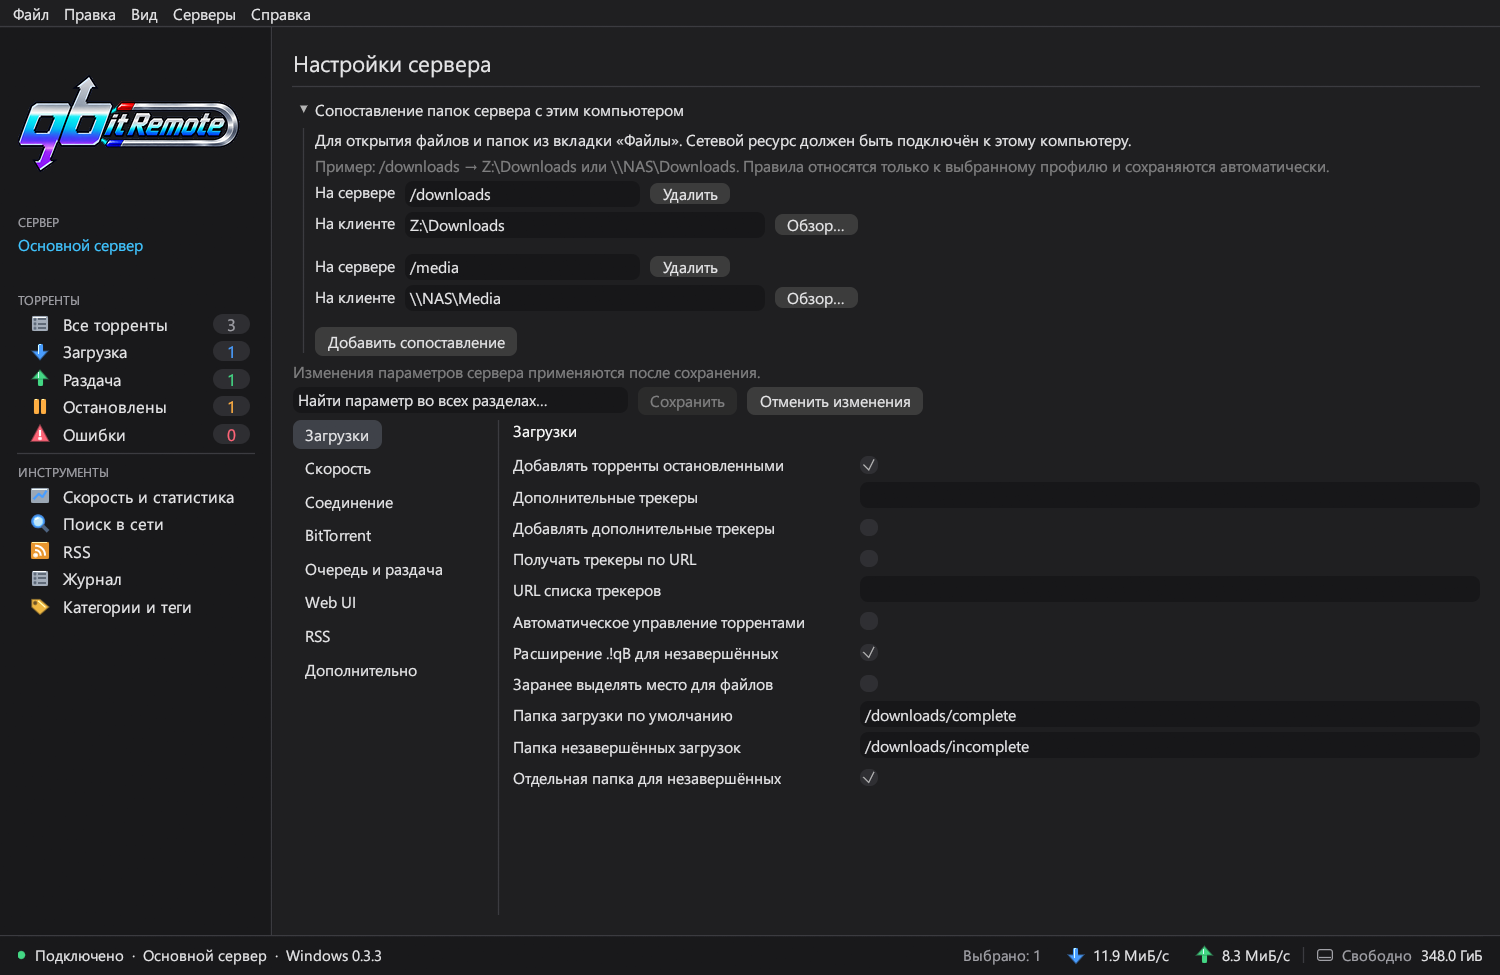 Файл Правка Вид Серверы Справка
qBitRemote
СЕРВЕР
Основной сервер
ТОРРЕНТЫ
Все торренты 3
Загрузка 1
Раздача 1
Остановлены 1
Ошибки 0
ИНСТРУМЕНТЫ
Скорость и статистика
Поиск в сети
RSS
Журнал
Категории и теги
Настройки сервера
Сопоставление папок сервера с этим компьютером
Для открытия файлов и папок из вкладки «Файлы». Сетевой ресурс должен быть подключён к этому компьютеру.
Пример: /downloads → Z:\Downloads или \\NAS\Downloads. Правила относятся только к выбранному профилю и сохраняются автоматически.
На сервере /downloads Удалить
На клиенте Z:\Downloads Обзор...
На сервере /media Удалить
На клиенте \\NAS\Media Обзор...
Добавить сопоставление
Изменения параметров сервера применяются после сохранения.
Найти параметр во всех разделах... Сохранить Отменить изменения
Загрузки
Скорость
Соединение
BitTorrent
Очередь и раздача
Web UI
RSS
Дополнительно
Загрузки
Добавлять торренты остановленными
Дополнительные трекеры
Добавлять дополнительные трекеры
Получать трекеры по URL
URL списка трекеров
Автоматическое управление торрентами
Расширение .!qB для незавершённых
Заранее выделять место для файлов
Папка загрузки по умолчанию /downloads/complete
Папка незавершённых загрузок /downloads/incomplete
Отдельная папка для незавершённых
Подключено · Основной сервер · Windows 0.3.3 Выбрано: 1 11.9 МиБ/с 8.3 МиБ/с Свободно 348.0 ГиБ